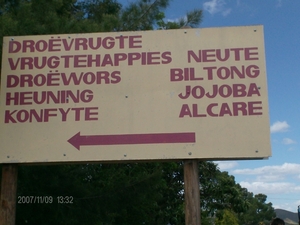 DROËVRUGTE
VRUGTEHAPPIES NEUTE
DROËWORS BILTONG
HEUNING JOJOBA
KONFYTE ALCARE
2007/11/09 13:32